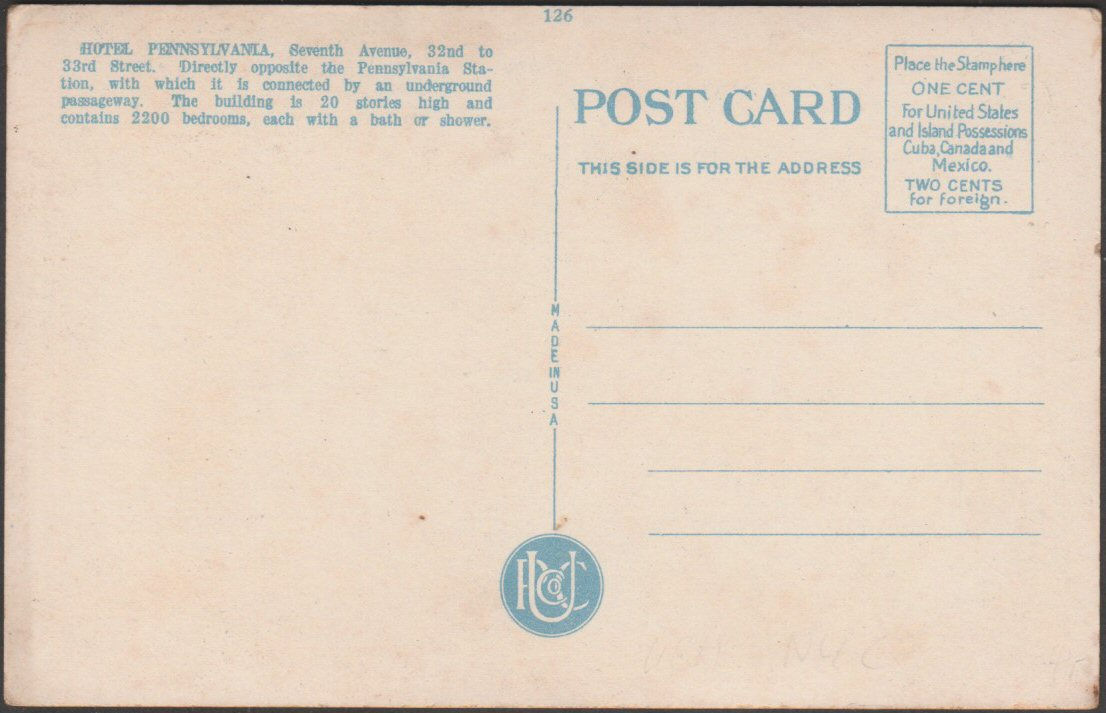 126
HOTEL PENNSYLVANIA, Seventh Avenue, 32nd to
33rd Street. Directly opposite the Pennsylvania Sta-
tion, with which it is connected by an underground
passageway. The building is 20 stories high and
contains 2200 bedrooms, each with a bath or shower.
POST CARD
THIS SIDE IS FOR THE ADDRESS
Place the Stamp here
ONE CENT
For United States
and Island Possessions
Cuba, Canada and
Mexico.
TWO CENTS
for foreign.
MADE IN USA
NYC